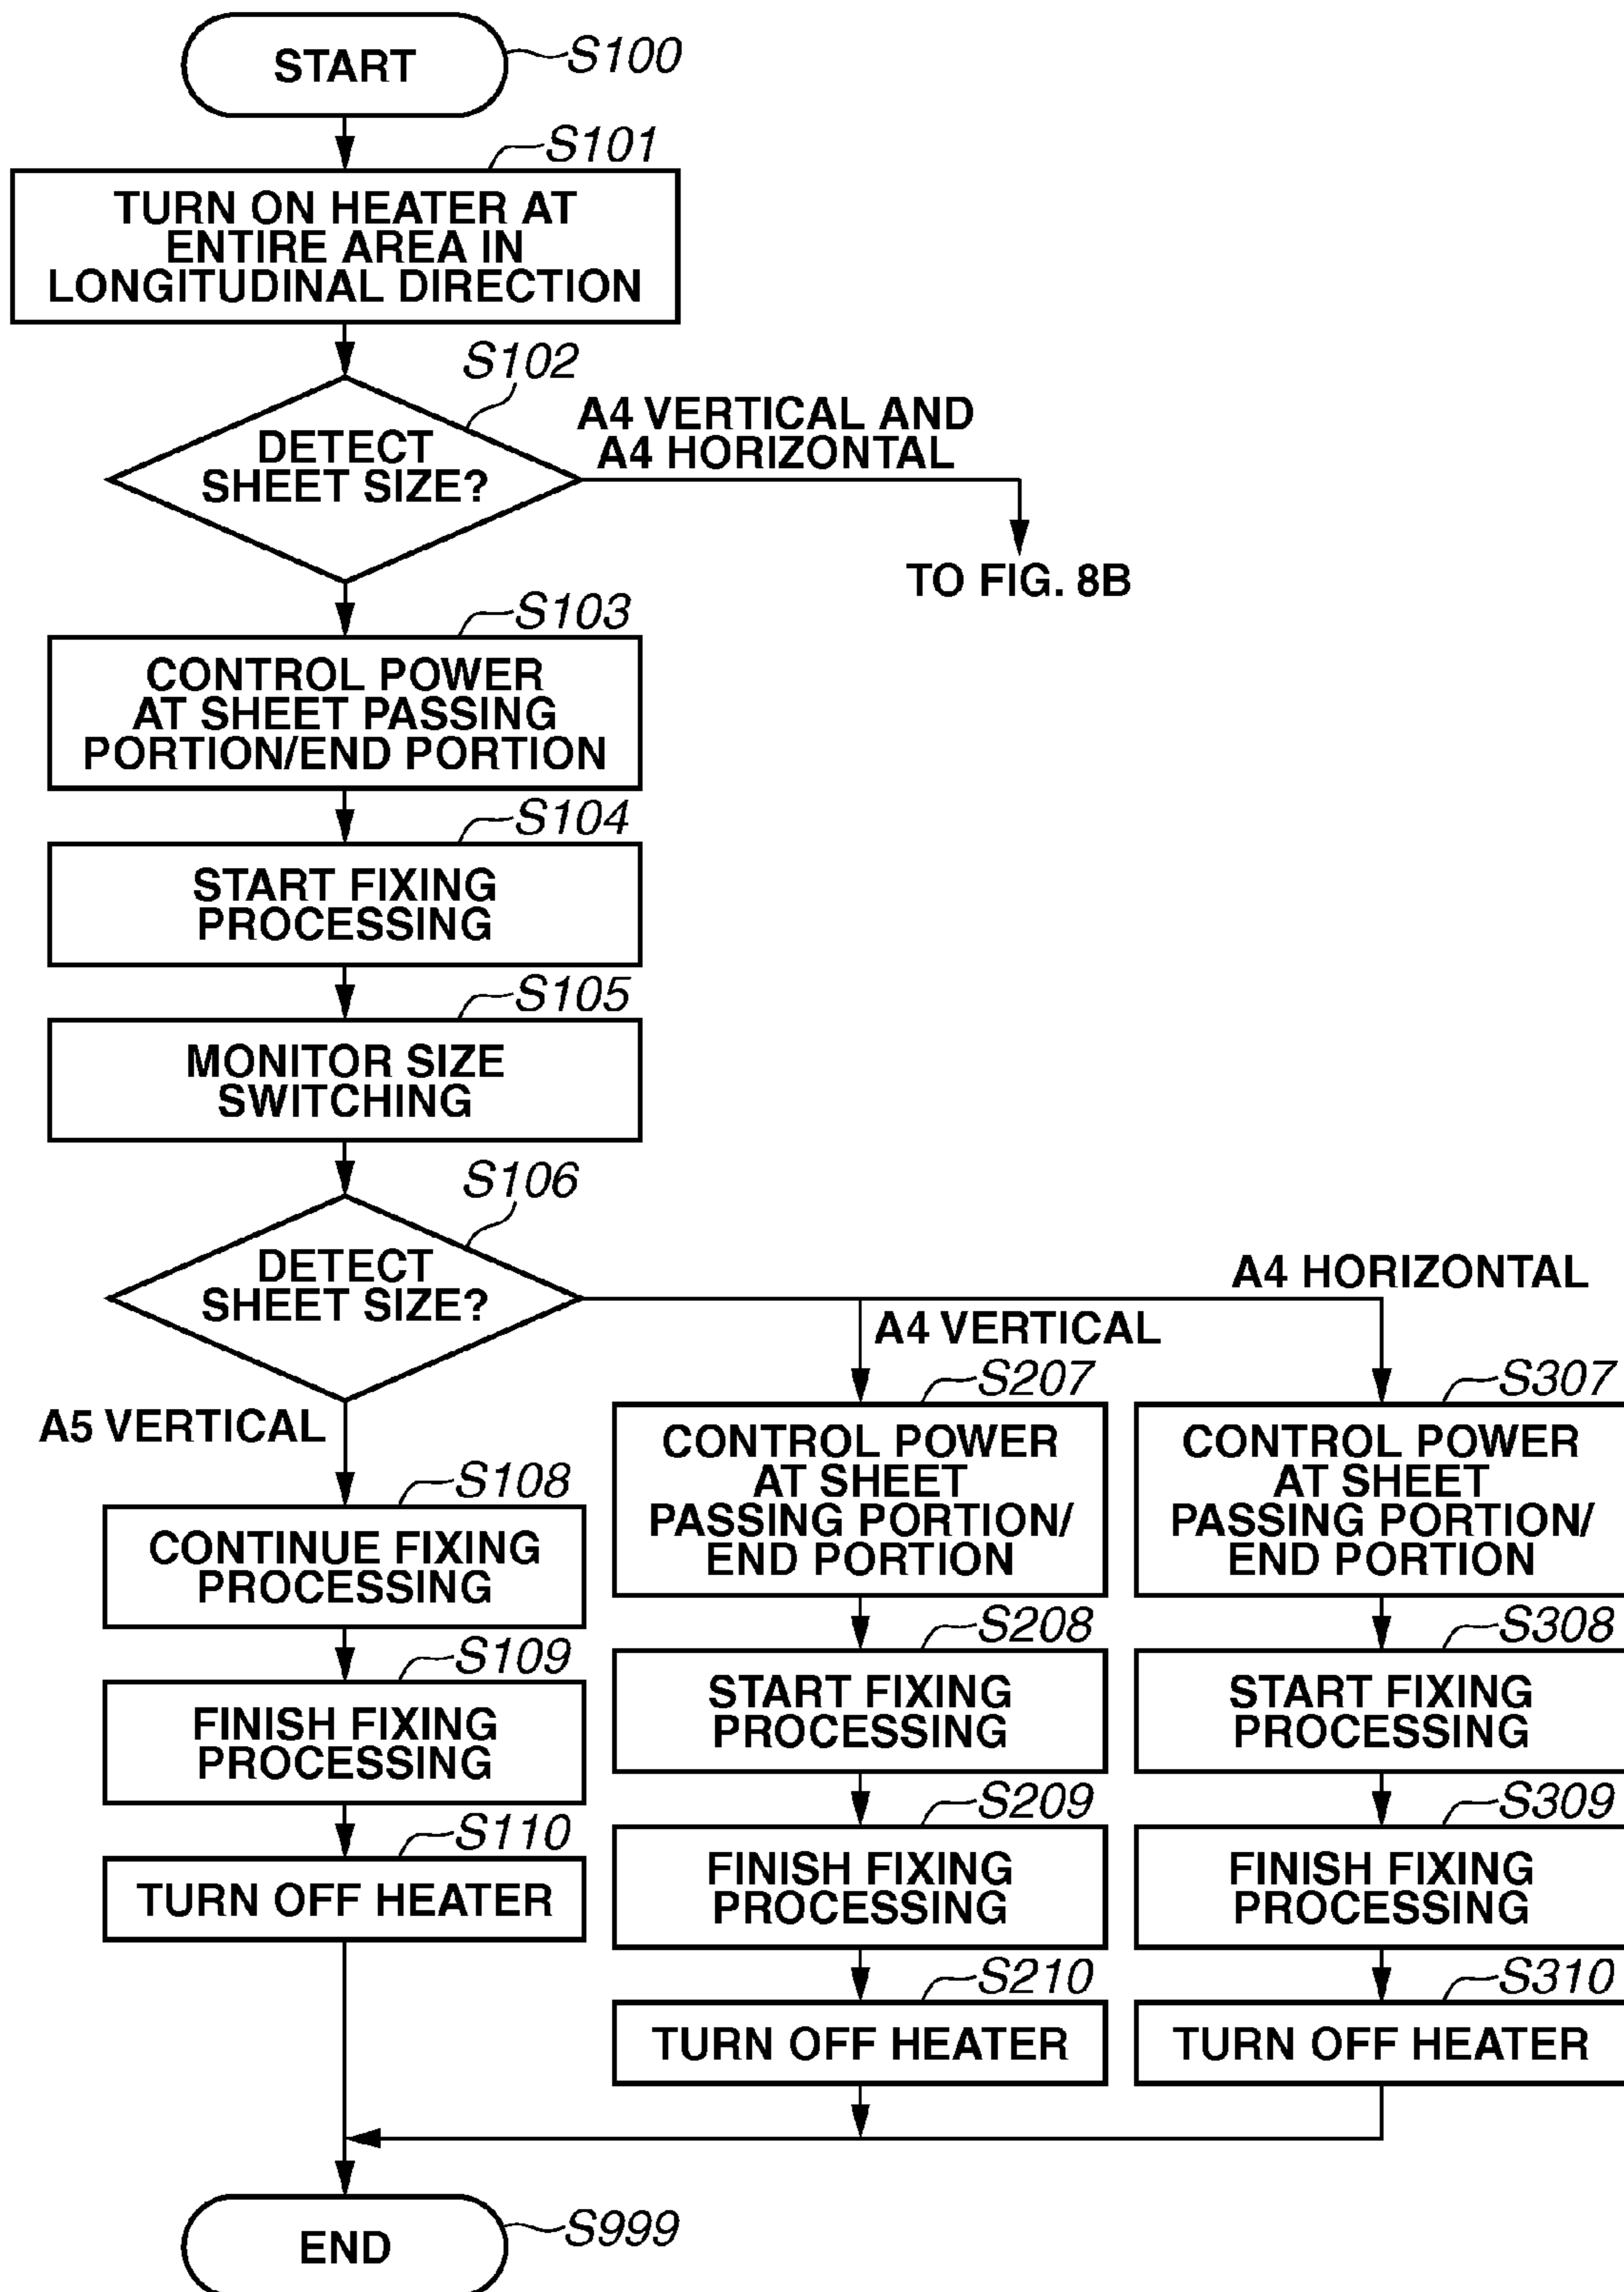 START
S100
S101
TURN ON HEATER AT
ENTIRE AREA IN
LONGITUDINAL DIRECTION
S102
DETECT
SHEET SIZE?
A4 VERTICAL AND
A4 HORIZONTAL
TO FIG. 8B
S103
CONTROL POWER
AT SHEET PASSING
PORTION/END PORTION
S104
START FIXING
PROCESSING
S105
MONITOR SIZE
SWITCHING
S106
DETECT
SHEET SIZE?
A4 HORIZONTAL
A4 VERTICAL
A5 VERTICAL
S108
CONTINUE FIXING
PROCESSING
S109
FINISH FIXING
PROCESSING
S110
TURN OFF HEATER
S207
CONTROL POWER
AT SHEET
PASSING PORTION/
END PORTION
S208
START FIXING
PROCESSING
S209
FINISH FIXING
PROCESSING
S210
TURN OFF HEATER
S307
CONTROL POWER
AT SHEET
PASSING PORTION/
END PORTION
S308
START FIXING
PROCESSING
S309
FINISH FIXING
PROCESSING
S310
TURN OFF HEATER
END
S999